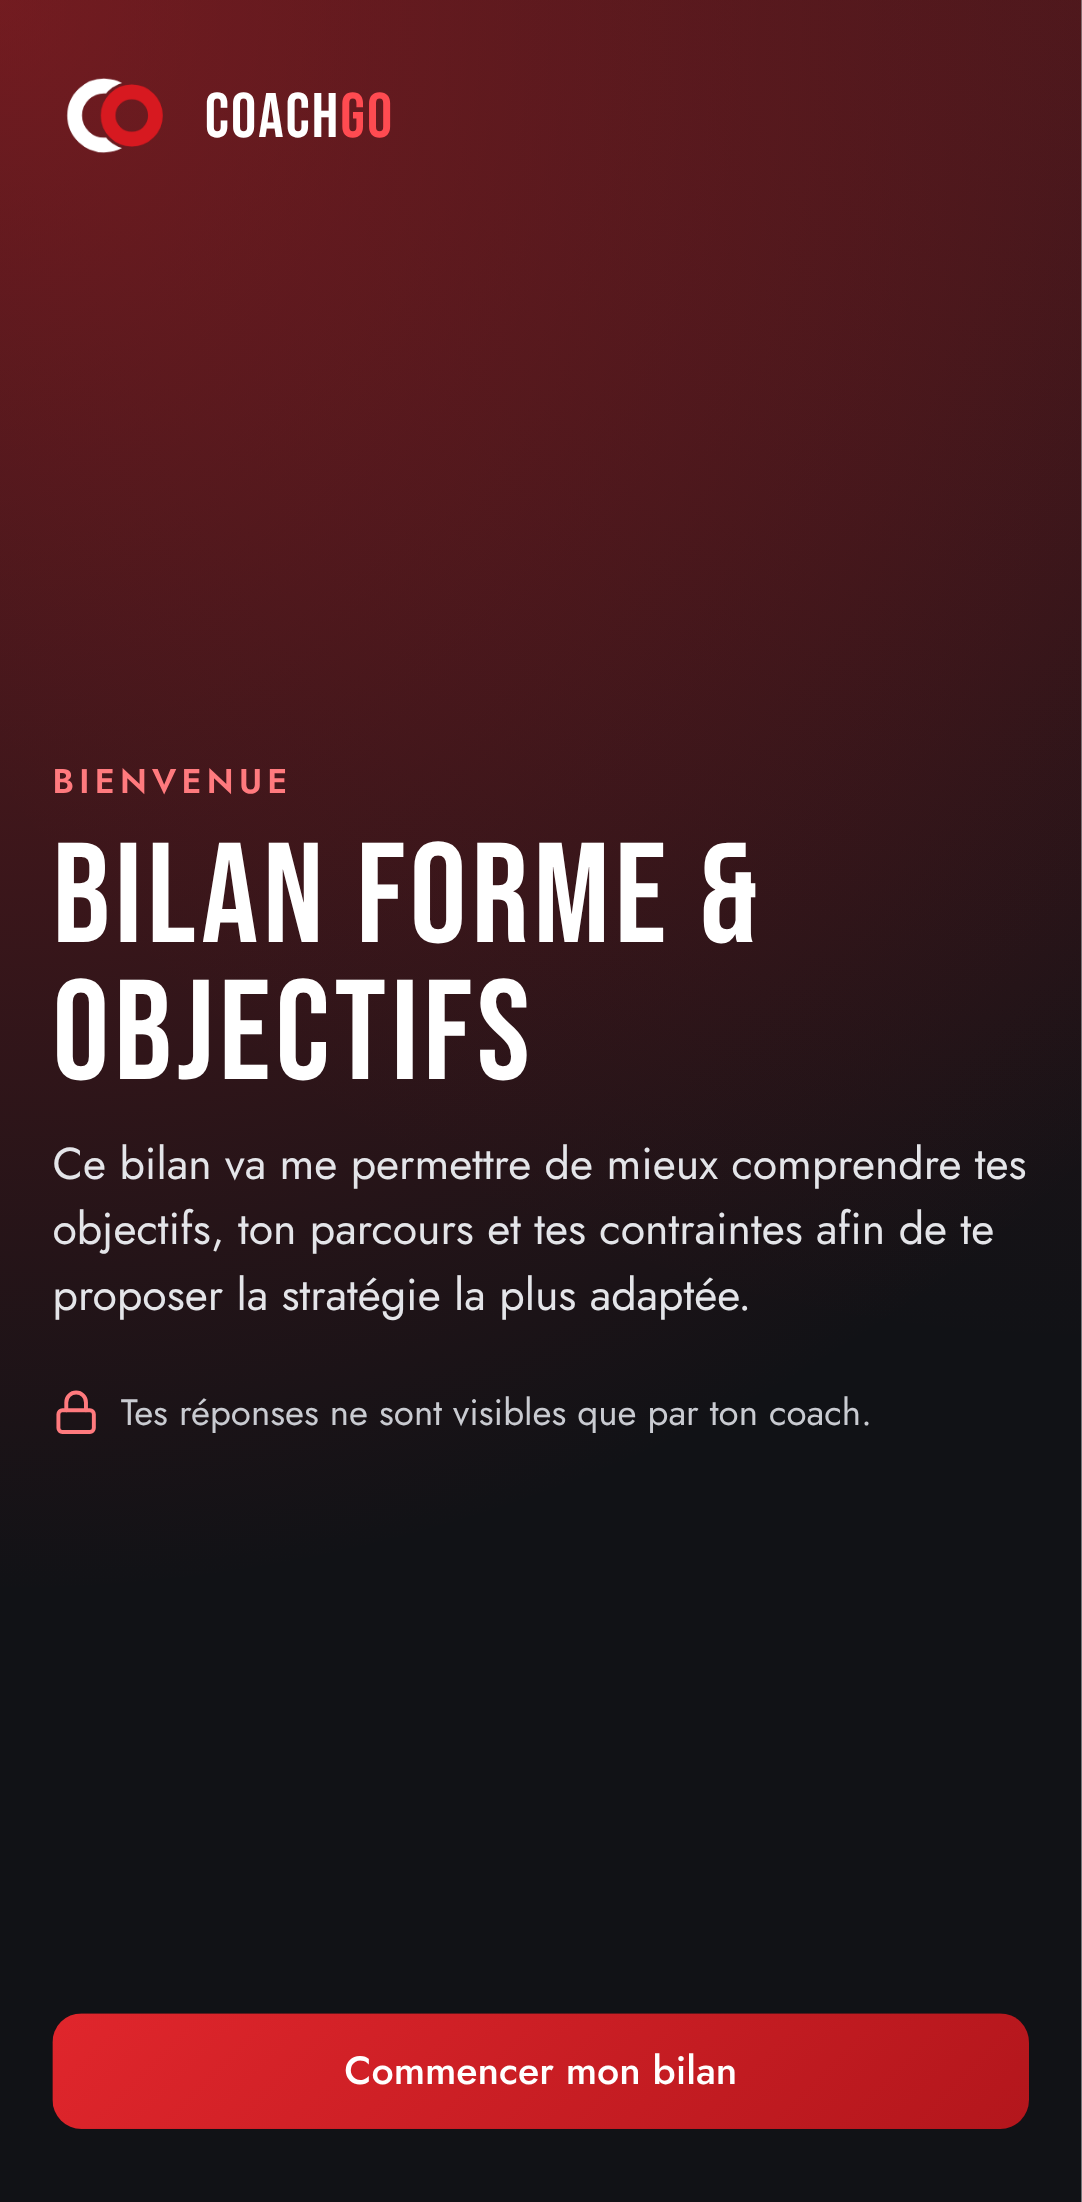 COACHGO
BIENVENUE
BILAN FORME &
OBJECTIFS
Ce bilan va me permettre de mieux comprendre tes
objectifs, ton parcours et tes contraintes afin de te
proposer la stratégie la plus adaptée.
Tes réponses ne sont visibles que par ton coach.
Commencer mon bilan